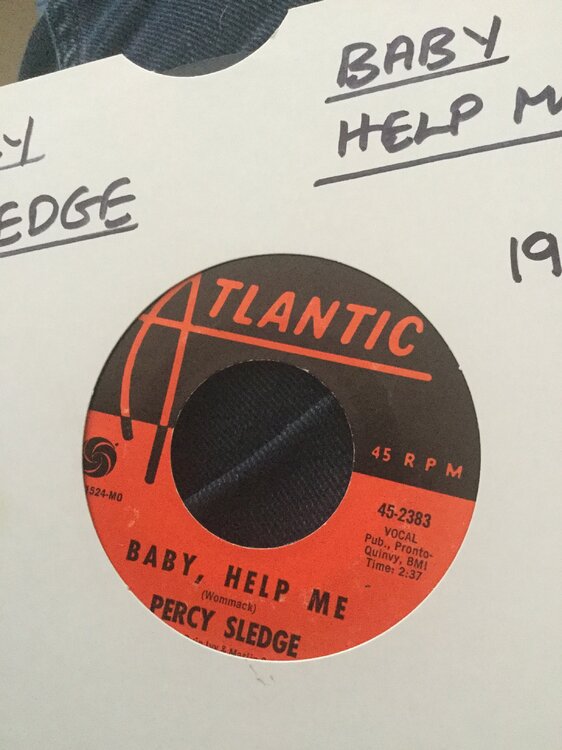 BABY
HELP M
Y
EDGE
19
ATLANTIC
45 RPM
1524-MO
45-2383
VOCAL
Pub., Pronto-
Quinvy, BMI
Time: 2:37
BABY, HELP ME
(Wommack)
PERCY SLEDGE